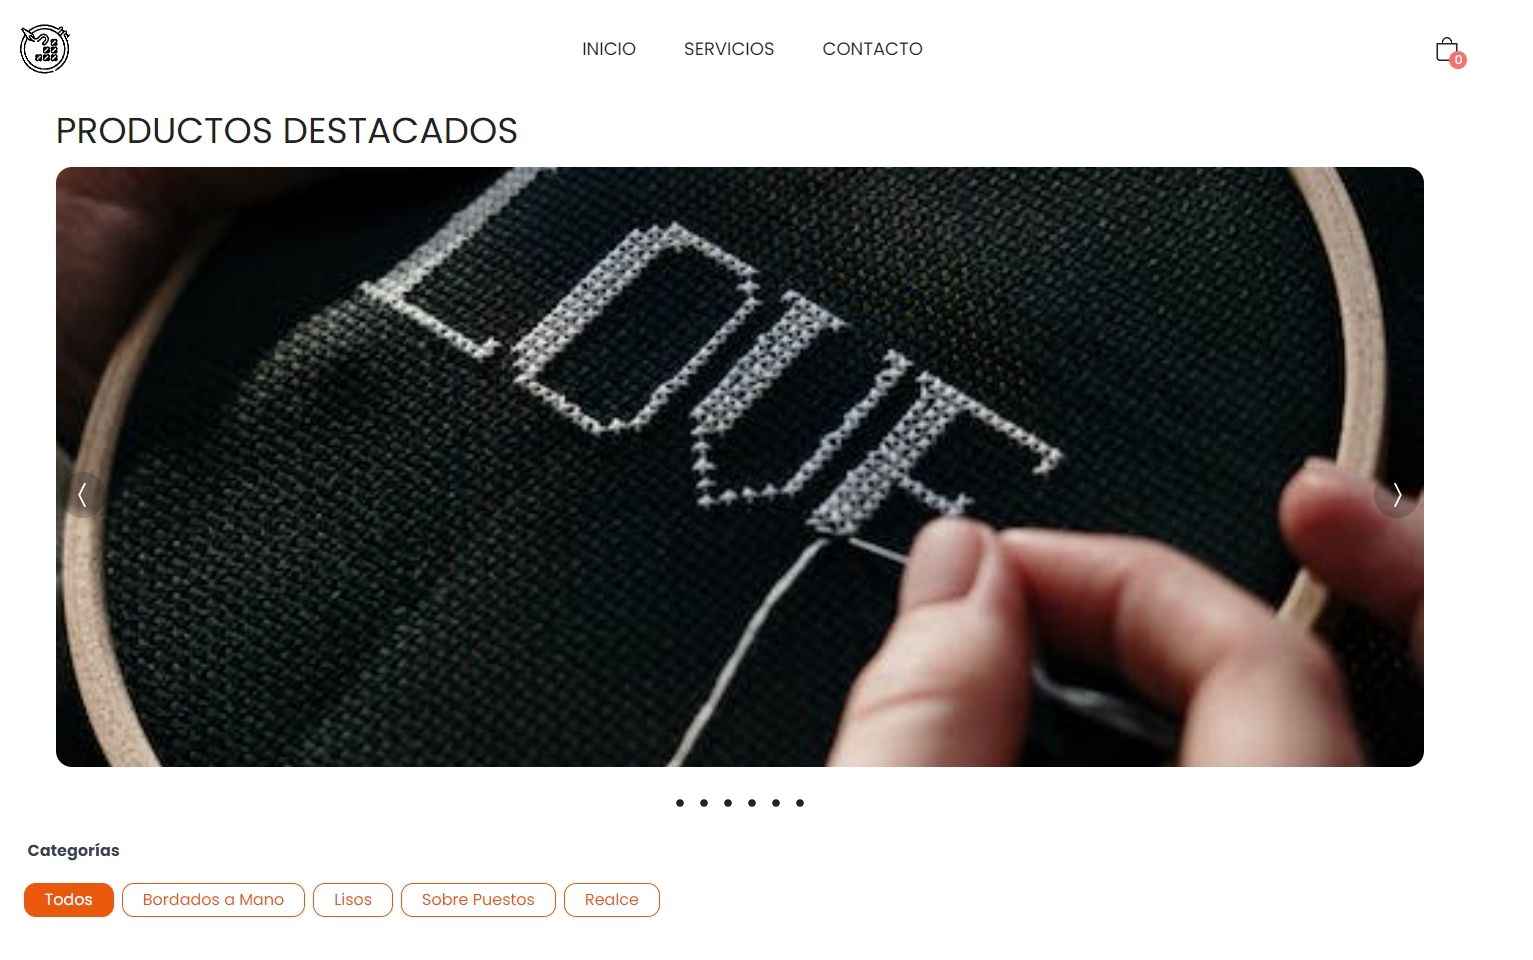 INICIO SERVICIOS CONTACTO
0
PRODUCTOS DESTACADOS
LOVE
Categorías
Todos Bordados a Mano Lisos Sobre Puestos Realce